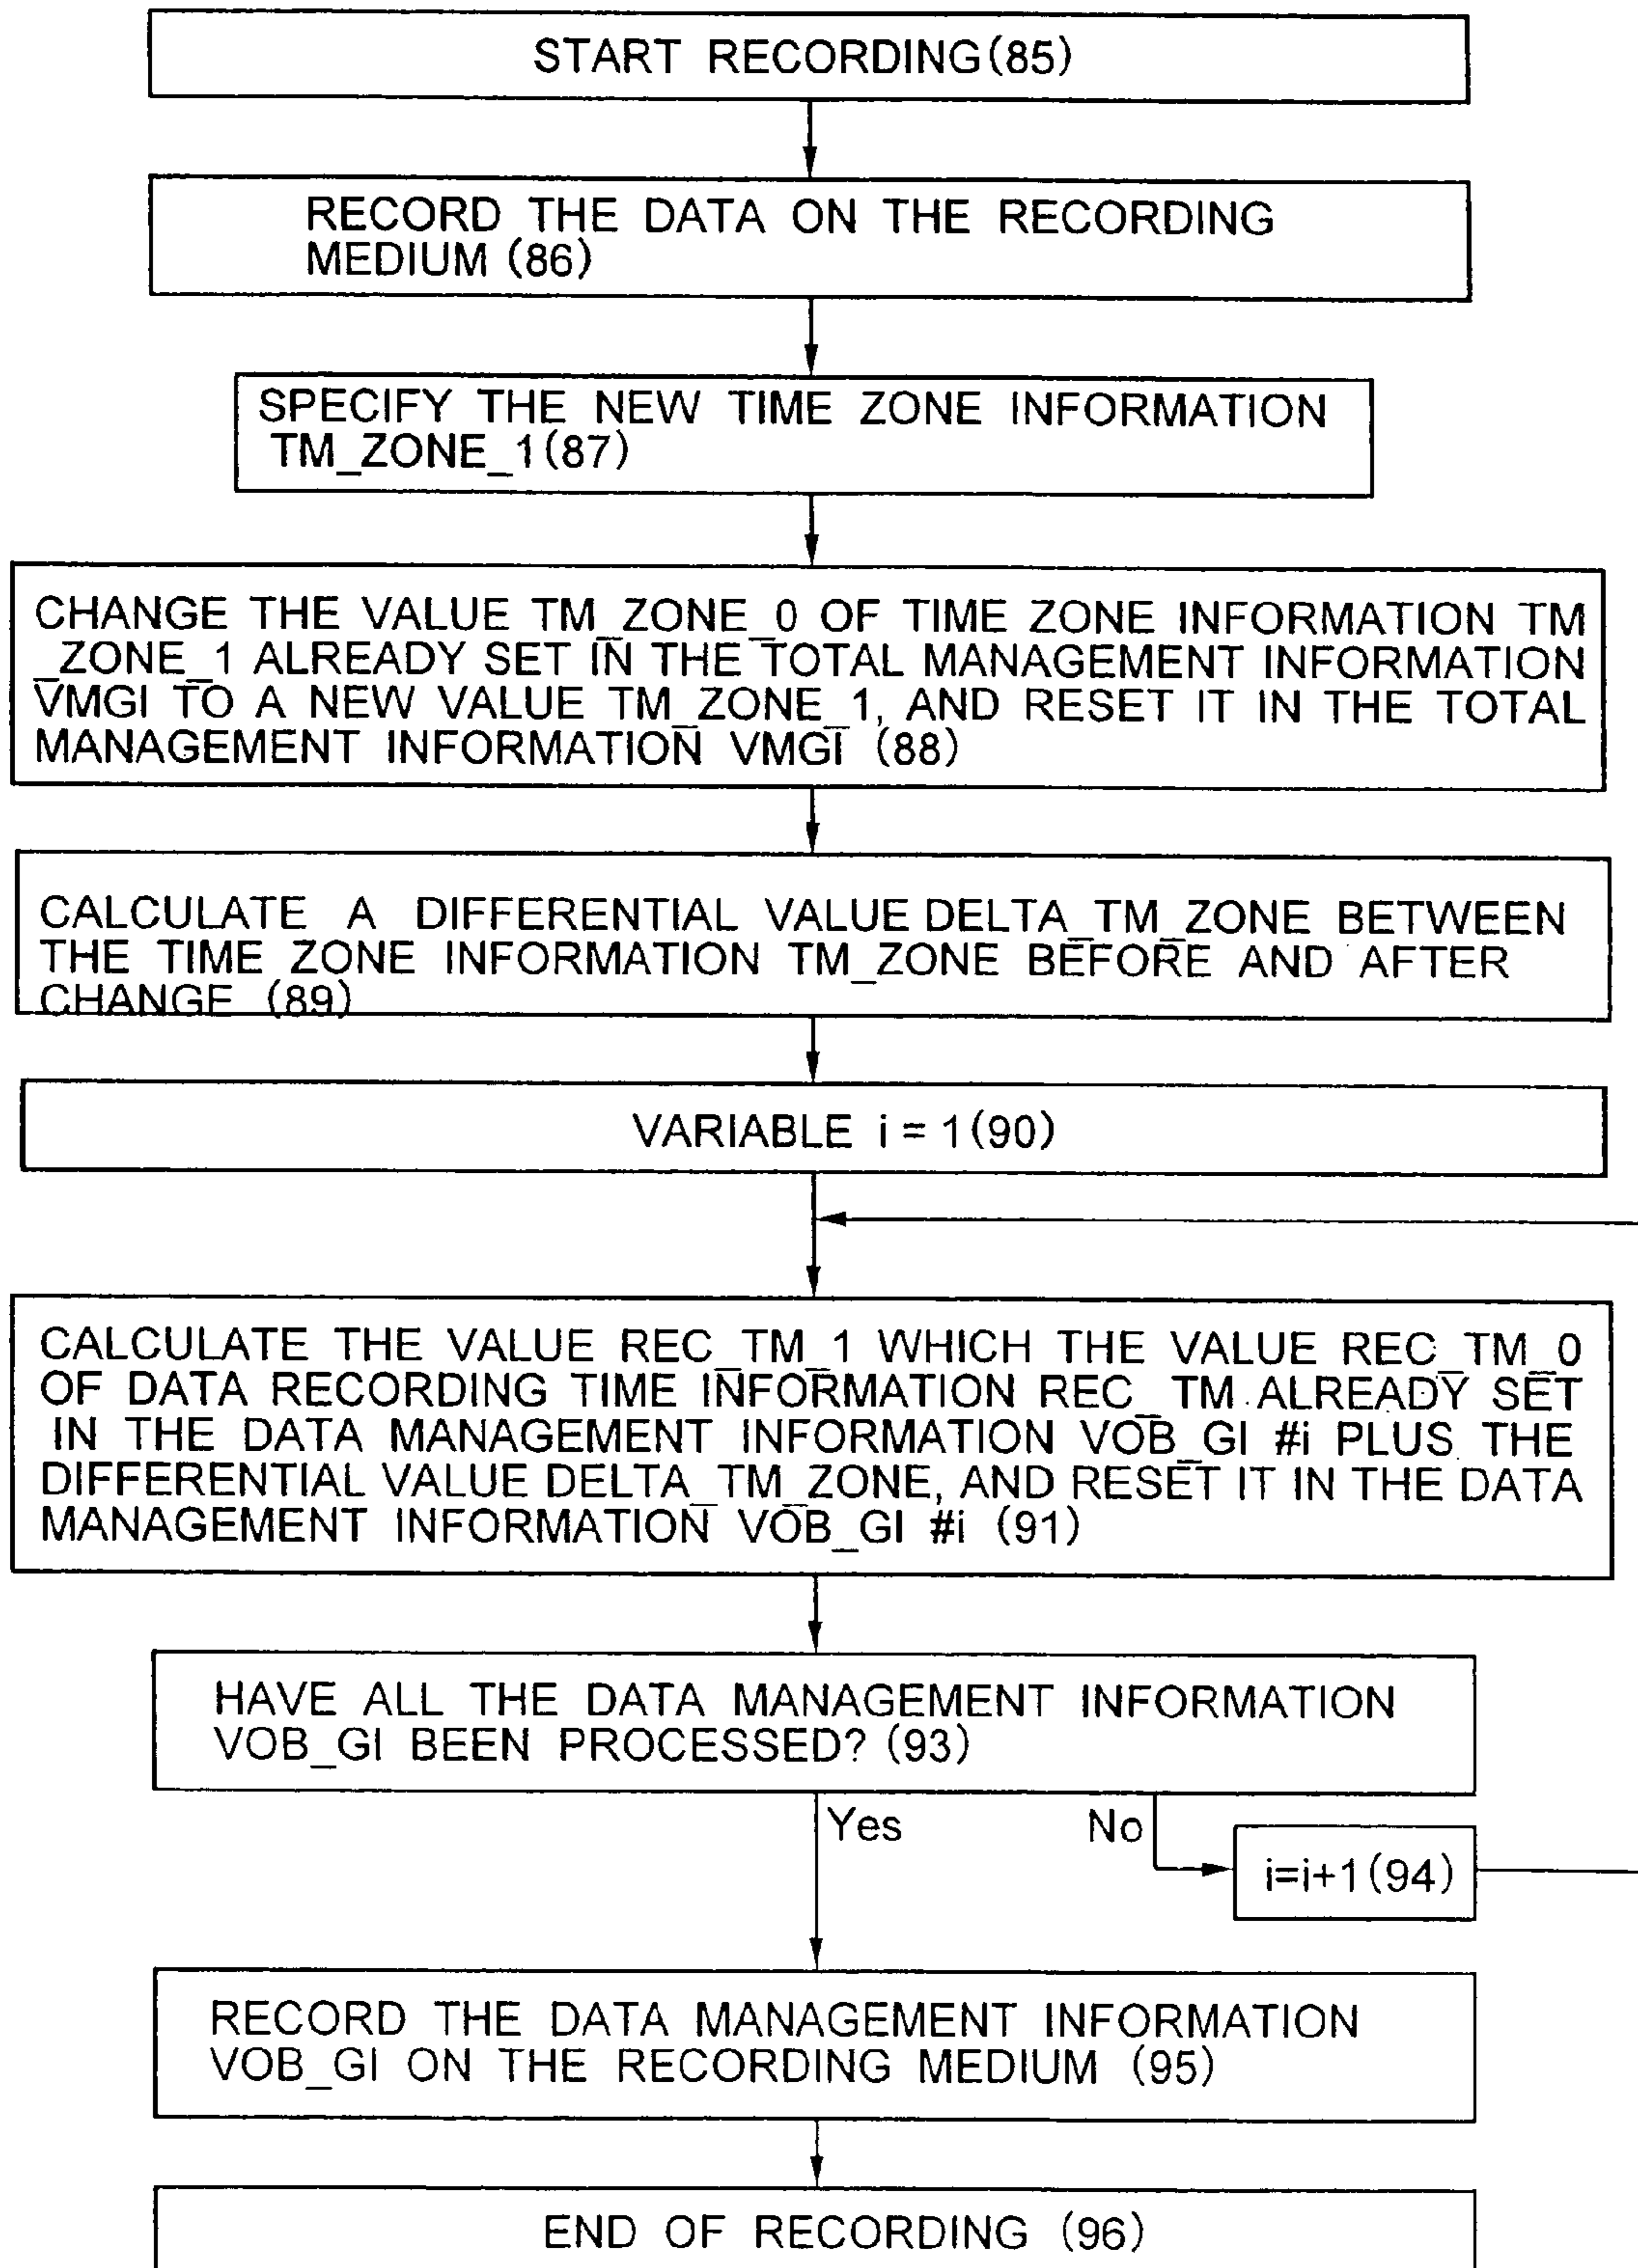 START RECORDING(85)
RECORD THE DATA ON THE RECORDING
MEDIUM (86)
SPECIFY THE NEW TIME ZONE INFORMATION
TM_ZONE_1(87)
CHANGE THE VALUE TM_ZONE_0 OF TIME ZONE INFORMATION TM
_ZONE_1 ALREADY SET IN THE TOTAL MANAGEMENT INFORMATION
VMGI TO A NEW VALUE TM_ZONE_1, AND RESET IT IN THE TOTAL
MANAGEMENT INFORMATION VMGI (88)
CALCULATE A DIFFERENTIAL VALUE DELTA_TM_ZONE BETWEEN
THE TIME ZONE INFORMATION TM_ZONE BEFORE AND AFTER
CHANGE (89)
VARIABLE i = 1(90)
CALCULATE THE VALUE REC_TM_1 WHICH THE VALUE REC_TM_0
OF DATA RECORDING TIME INFORMATION REC_TM ALREADY SET
IN THE DATA MANAGEMENT INFORMATION VOB_GI #i PLUS THE
DIFFERENTIAL VALUE DELTA_TM_ZONE, AND RESET IT IN THE DATA
MANAGEMENT INFORMATION VOB_GI #i (91)
HAVE ALL THE DATA MANAGEMENT INFORMATION
VOB_GI BEEN PROCESSED? (93)
Yes No
i=i+1(94)
RECORD THE DATA MANAGEMENT INFORMATION
VOB_GI ON THE RECORDING MEDIUM (95)
END OF RECORDING (96)